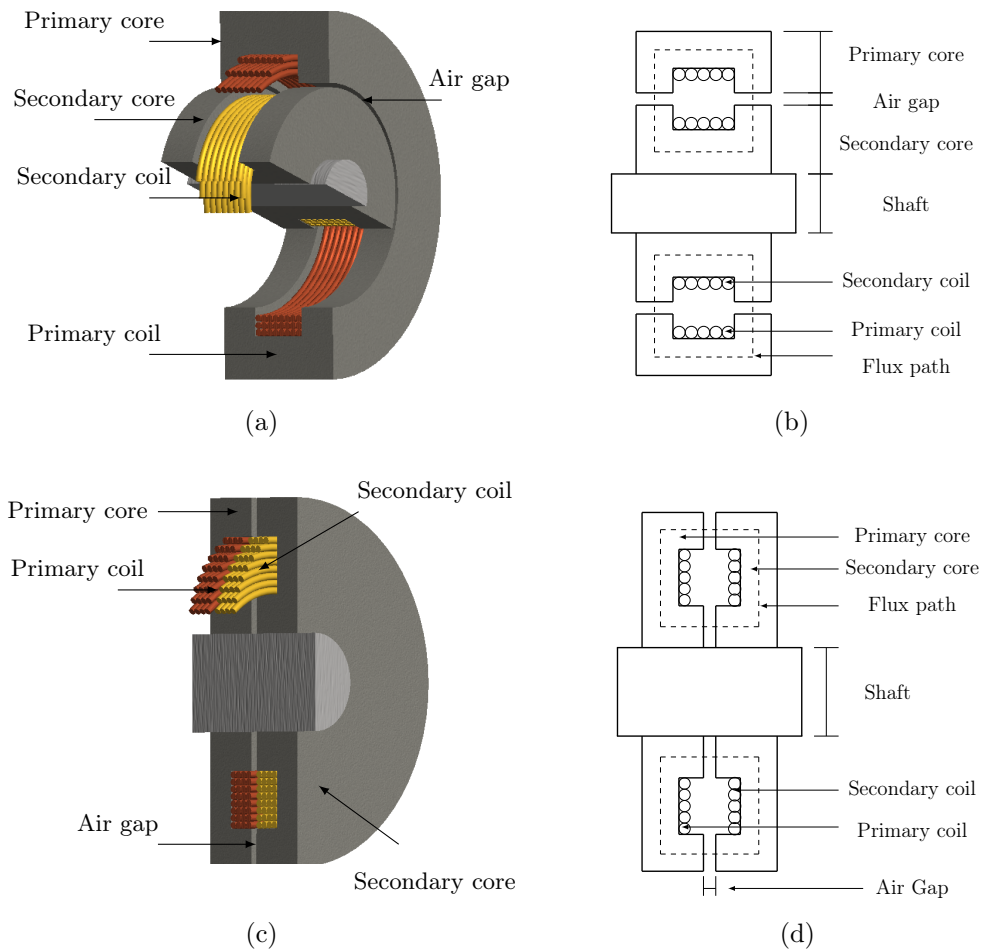 Primary core
Secondary core
Air gap
Secondary coil
Primary coil
(a)
Primary core
Air gap
Secondary core
Shaft
Secondary coil
Primary coil
Flux path
(b)
Secondary coil
Primary core
Primary coil
Air gap
Secondary core
(c)
Primary core
Secondary core
Flux path
Shaft
Secondary coil
Primary coil
Air Gap
(d)